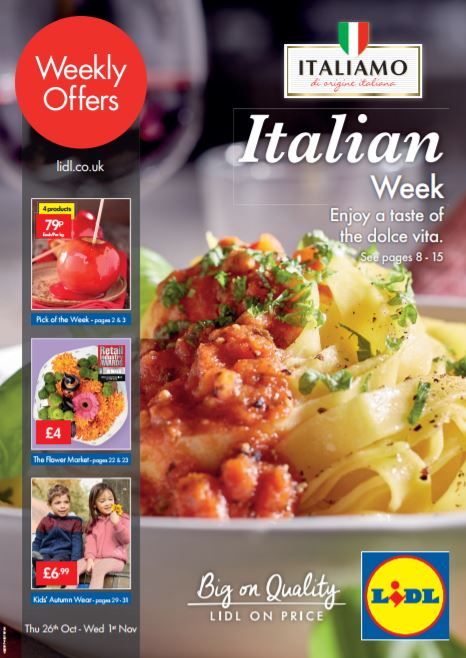 Weekly
Offers
lidl.co.uk
4 products
79P
Pick of the Week - pages 2 & 3
Retail
Industry
AWARDS
£4
The Flower Market - pages 22 & 23
£6.99
Kids' Autumn Wear - pages 29 - 31
Thu 26th Oct - Wed 1st Nov
ITALIAMO
di origine italiana
Italian
Week
Enjoy a taste of
the dolce vita.
See pages 8 - 15
Big on Quality
LIDL ON PRICE
LIDL